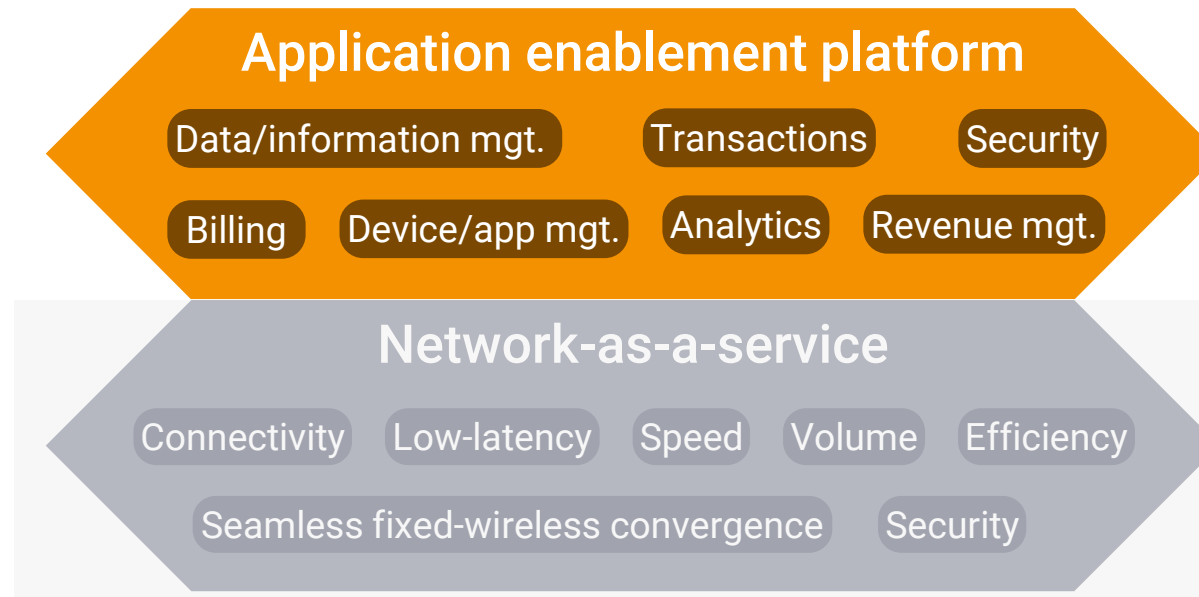 Application enablement platform
Data/information mgt. Transactions Security
Billing Device/app mgt. Analytics Revenue mgt.
Network-as-a-service
Connectivity Low-latency Speed Volume Efficiency
Seamless fixed-wireless convergence Security